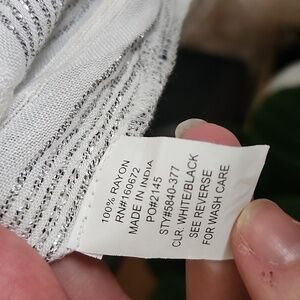 100% RAYON
RN#160672
MADE IN INDIA
PO#2145
STY#5840-377
CLR. WHITE/BLACK
SEE REVERSE
FOR WASH CARE